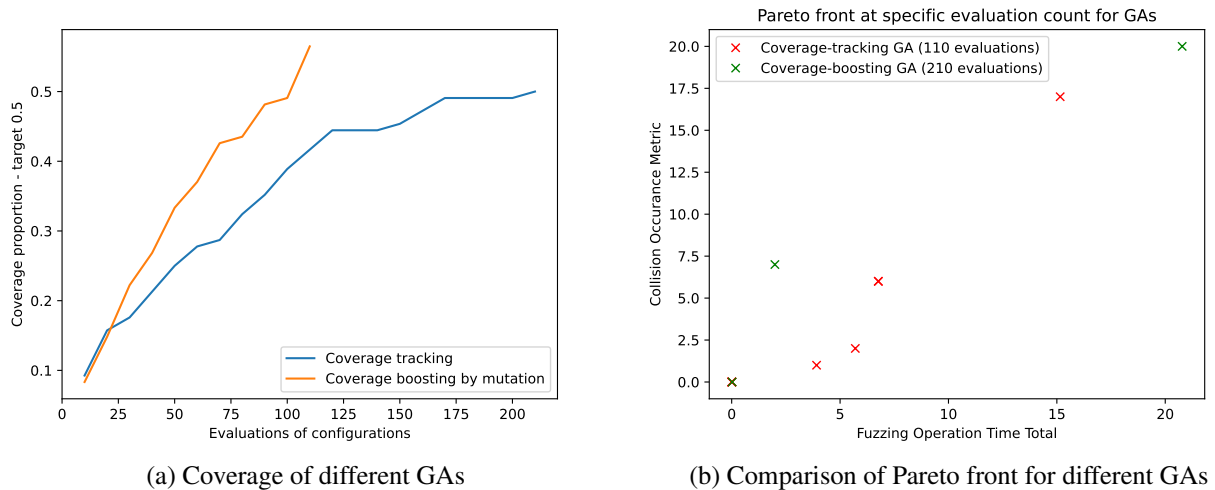 0.1
0.2
0.3
0.4
0.5
Coverage proportion - target 0.5
0 25 50 75 100 125 150 175 200
Evaluations of configurations
Coverage tracking
Coverage boosting by mutation
(a) Coverage of different GAs
Pareto front at specific evaluation count for GAs
Coverage-tracking GA (110 evaluations)
Coverage-boosting GA (210 evaluations)
20.0
17.5
15.0
12.5
10.0
7.5
5.0
2.5
0.0
Collision Occurance Metric
0 5 10 15 20
Fuzzing Operation Time Total
(b) Comparison of Pareto front for different GAs